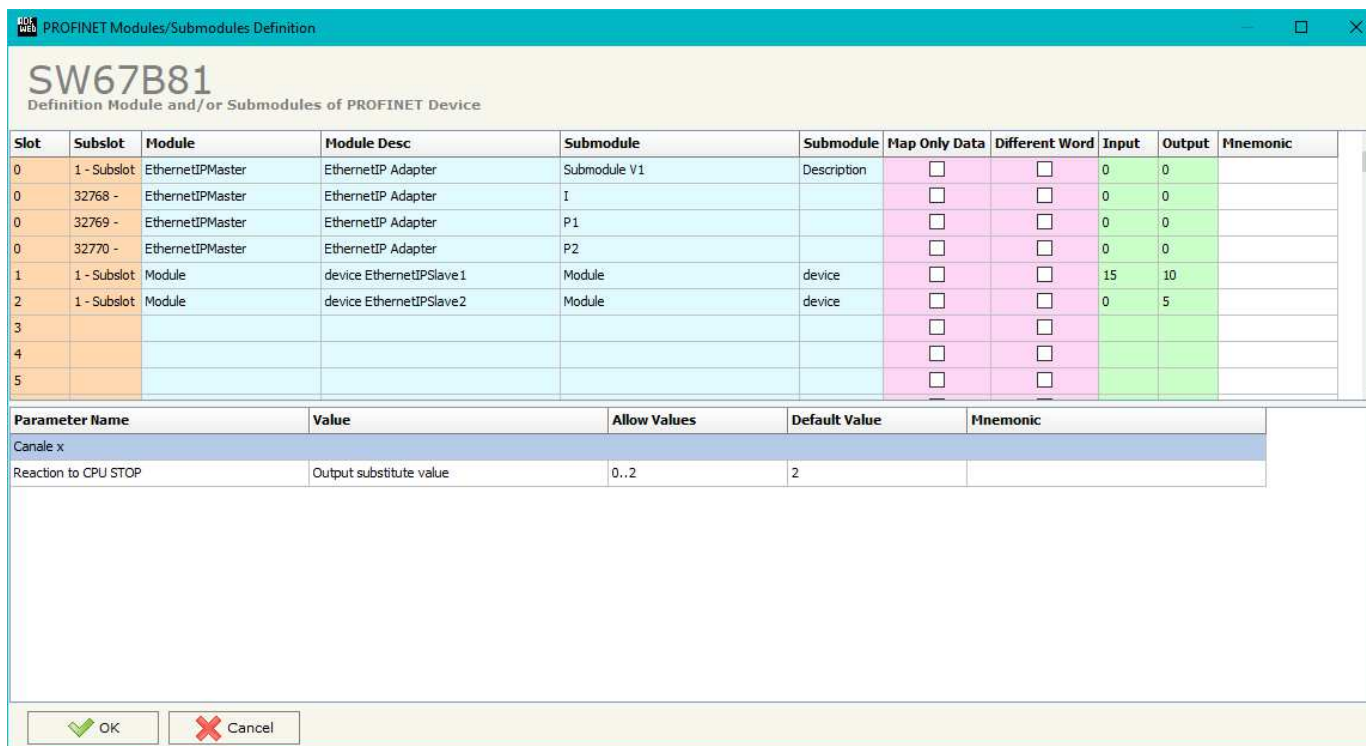 ADF WEB PROFINET Modules/Submodules Definition
SW67B81
Definition Module and/or Submodules of PROFINET Device
Slot Subslot Module Module Desc Submodule Submodule Map Only Data Different Word Input Output Mnemonic
0 1 - Subslot EthernetIPMaster EthernetIP Adapter Submodule V1 Description 0 0
0 32768 - EthernetIPMaster EthernetIP Adapter I 0 0
0 32769 - EthernetIPMaster EthernetIP Adapter P1 0 0
0 32770 - EthernetIPMaster EthernetIP Adapter P2 0 0
1 1 - Subslot Module device EthernetIPSlave1 Module device 15 10
2 1 - Subslot Module device EthernetIPSlave2 Module device 0 5
3
4
5
Parameter Name Value Allow Values Default Value Mnemonic
Canale x
Reaction to CPU STOP Output substitute value 0..2 2
OK Cancel